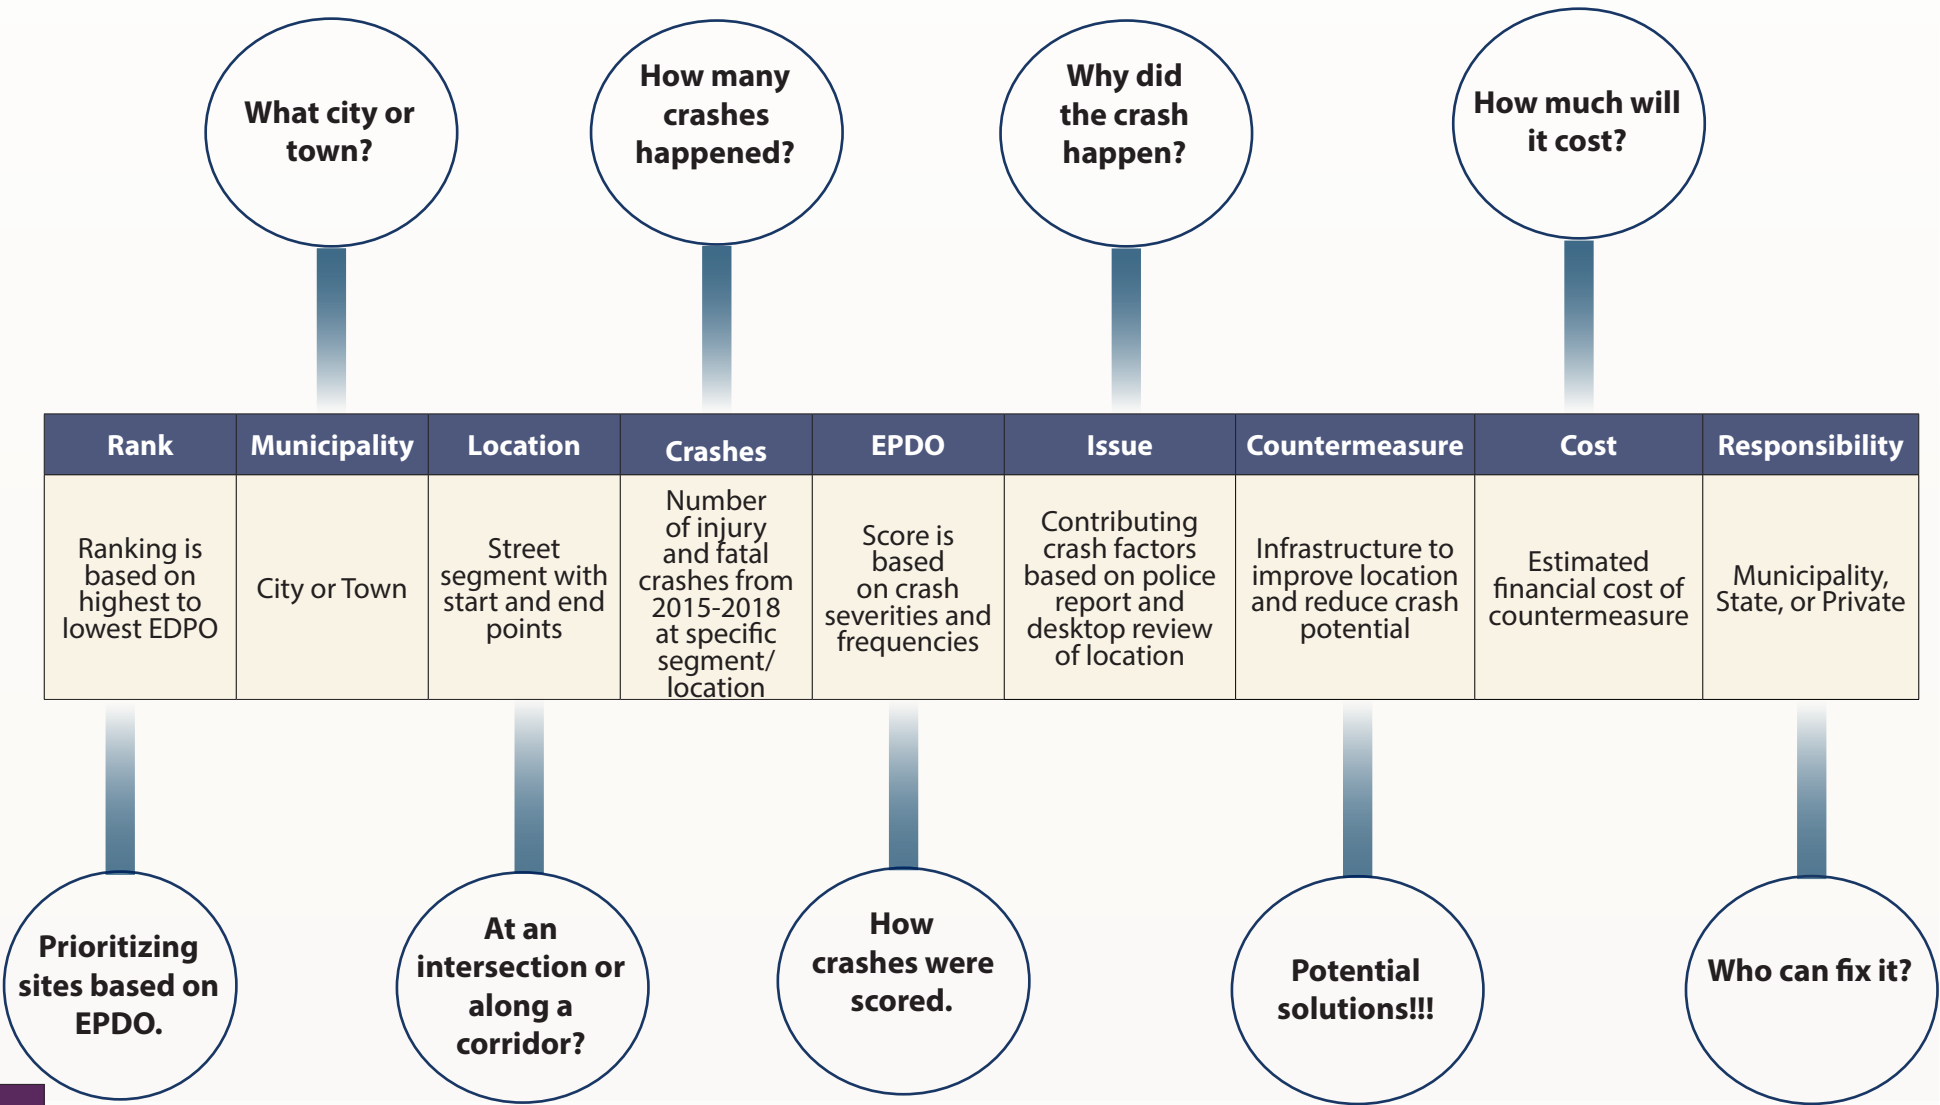 What city or
town?
How many
crashes
happened?
Why did
the crash
happen?
How much will
it cost?
Rank
Municipality
Location
Crashes
EPDO
Issue
Countermeasure
Cost
Responsibility
Ranking is
based on
highest to
lowest EDPO
City or Town
Street
segment with
start and end
points
Number
of injury
and fatal
crashes from
2015-2018
at specific
segment/
location
Score is
based
on crash
severities and
frequencies
Contributing
crash factors
based on police
report and
desktop review
of location
Infrastructure to
improve location
and reduce crash
potential
Estimated
financial cost of
countermeasure
Municipality,
State, or Private
Prioritizing
sites based on
EPDO.
At an
intersection or
along a
corridor?
How
crashes were
scored.
Potential
solutions!!!
Who can fix it?